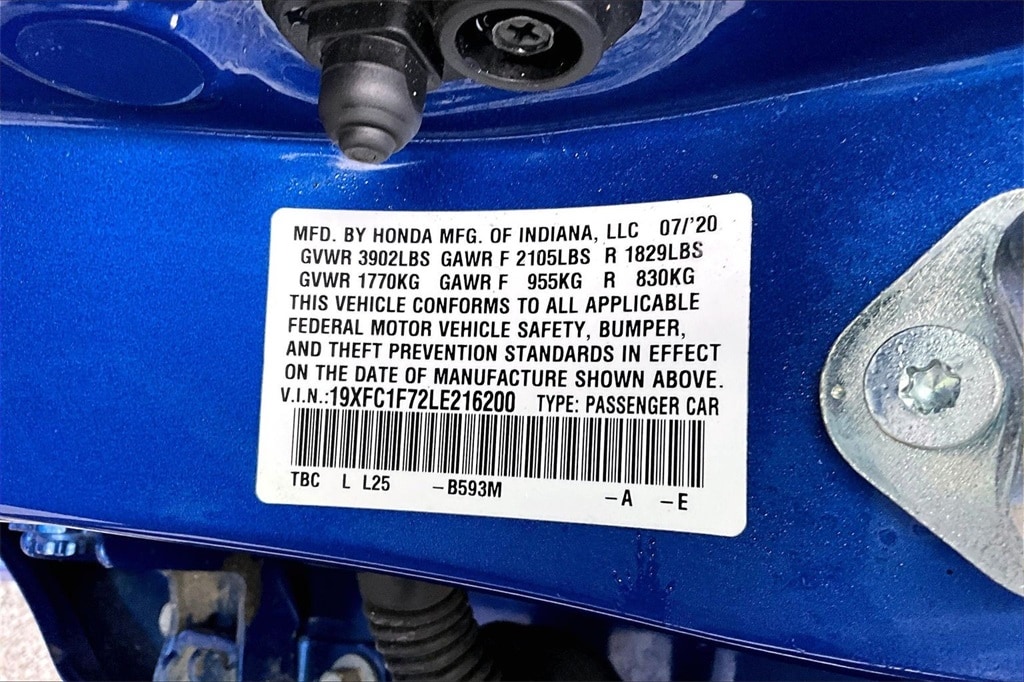 MFD. BY HONDA MFG. OF INDIANA, LLC 07/'20
GVWR 3902LBS GAWR F 2105LBS R 1829LBS
GVWR 1770KG GAWR F 955KG R 830KG
THIS VEHICLE CONFORMS TO ALL APPLICABLE
FEDERAL MOTOR VEHICLE SAFETY, BUMPER,
AND THEFT PREVENTION STANDARDS IN EFFECT
ON THE DATE OF MANUFACTURE SHOWN ABOVE.
V.I.N.:19XFC1F72LE216200 TYPE: PASSENGER CAR
TBC L L25 –B593M –A –E